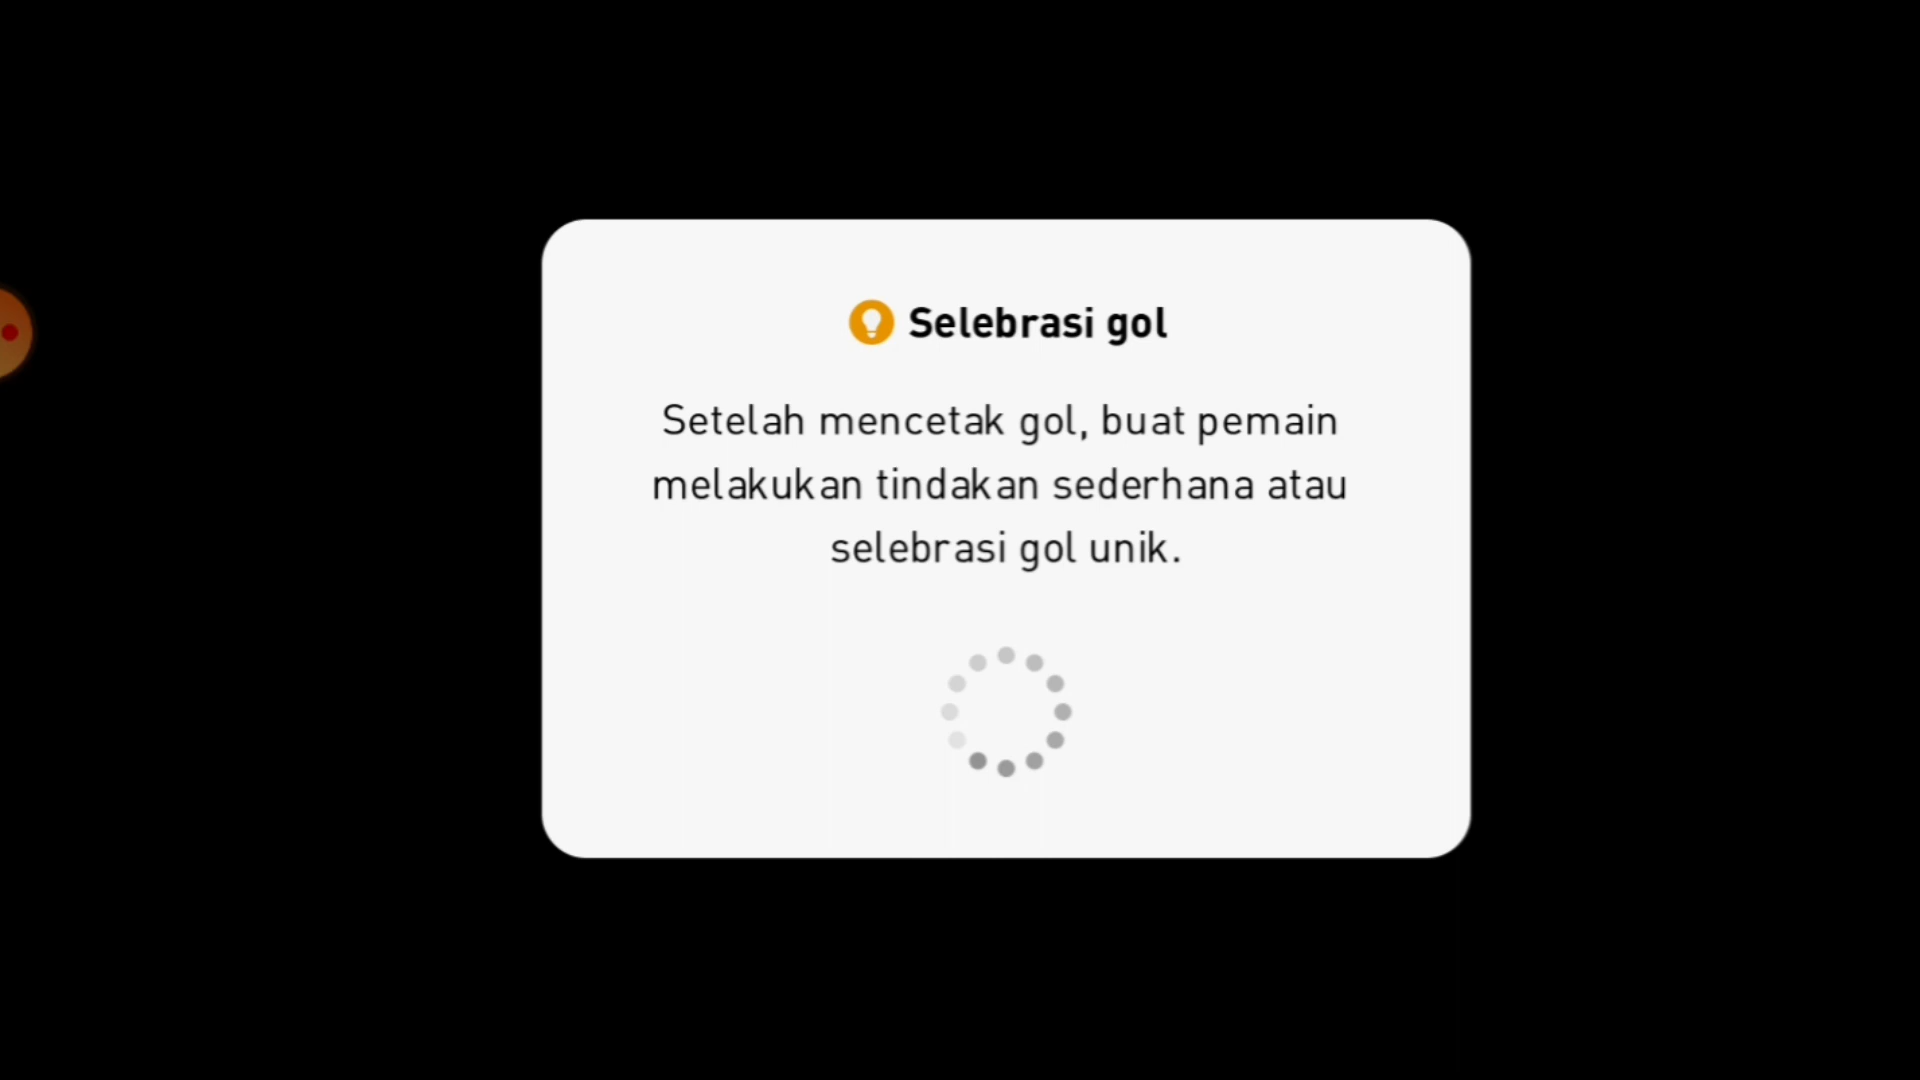 Selebrasi gol
Setelah mencetak gol, buat pemain
melakukan tindakan sederhana atau
selebrasi gol unik.